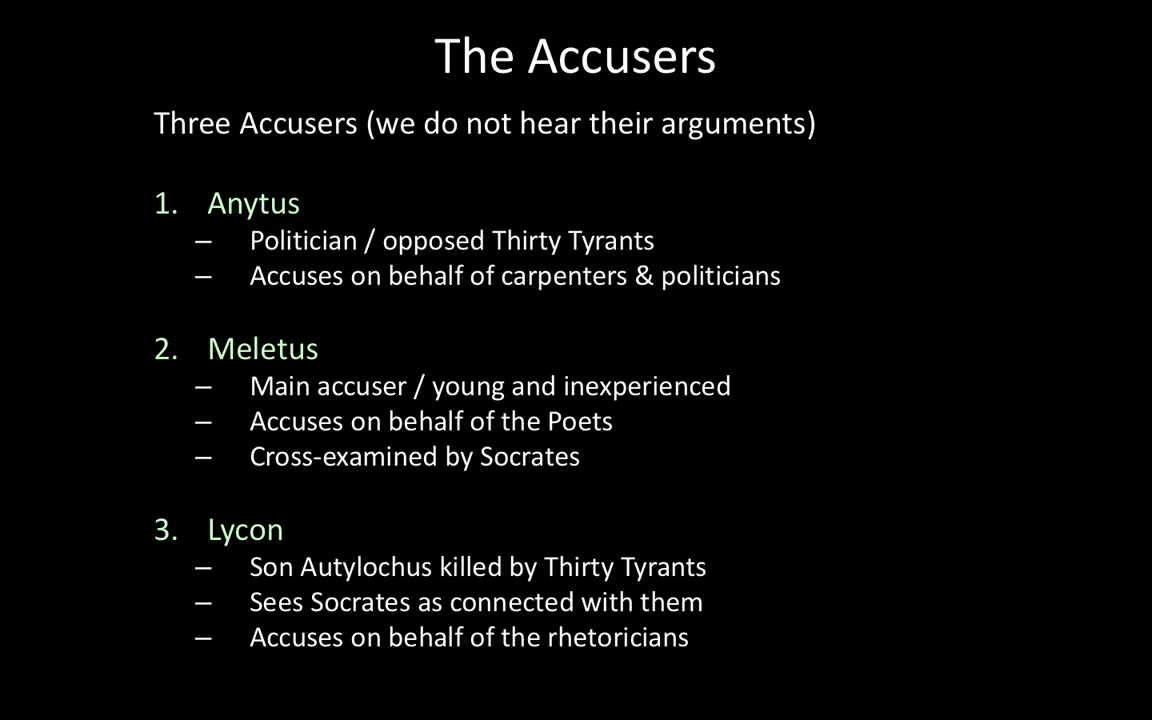 The Accusers
Three Accusers (we do not hear their arguments)
1. Anytus
– Politician / opposed Thirty Tyrants
– Accuses on behalf of carpenters & politicians
2. Meletus
– Main accuser / young and inexperienced
– Accuses on behalf of the Poets
– Cross-examined by Socrates
3. Lycon
– Son Autylochus killed by Thirty Tyrants
– Sees Socrates as connected with them
– Accuses on behalf of the rhetoricians